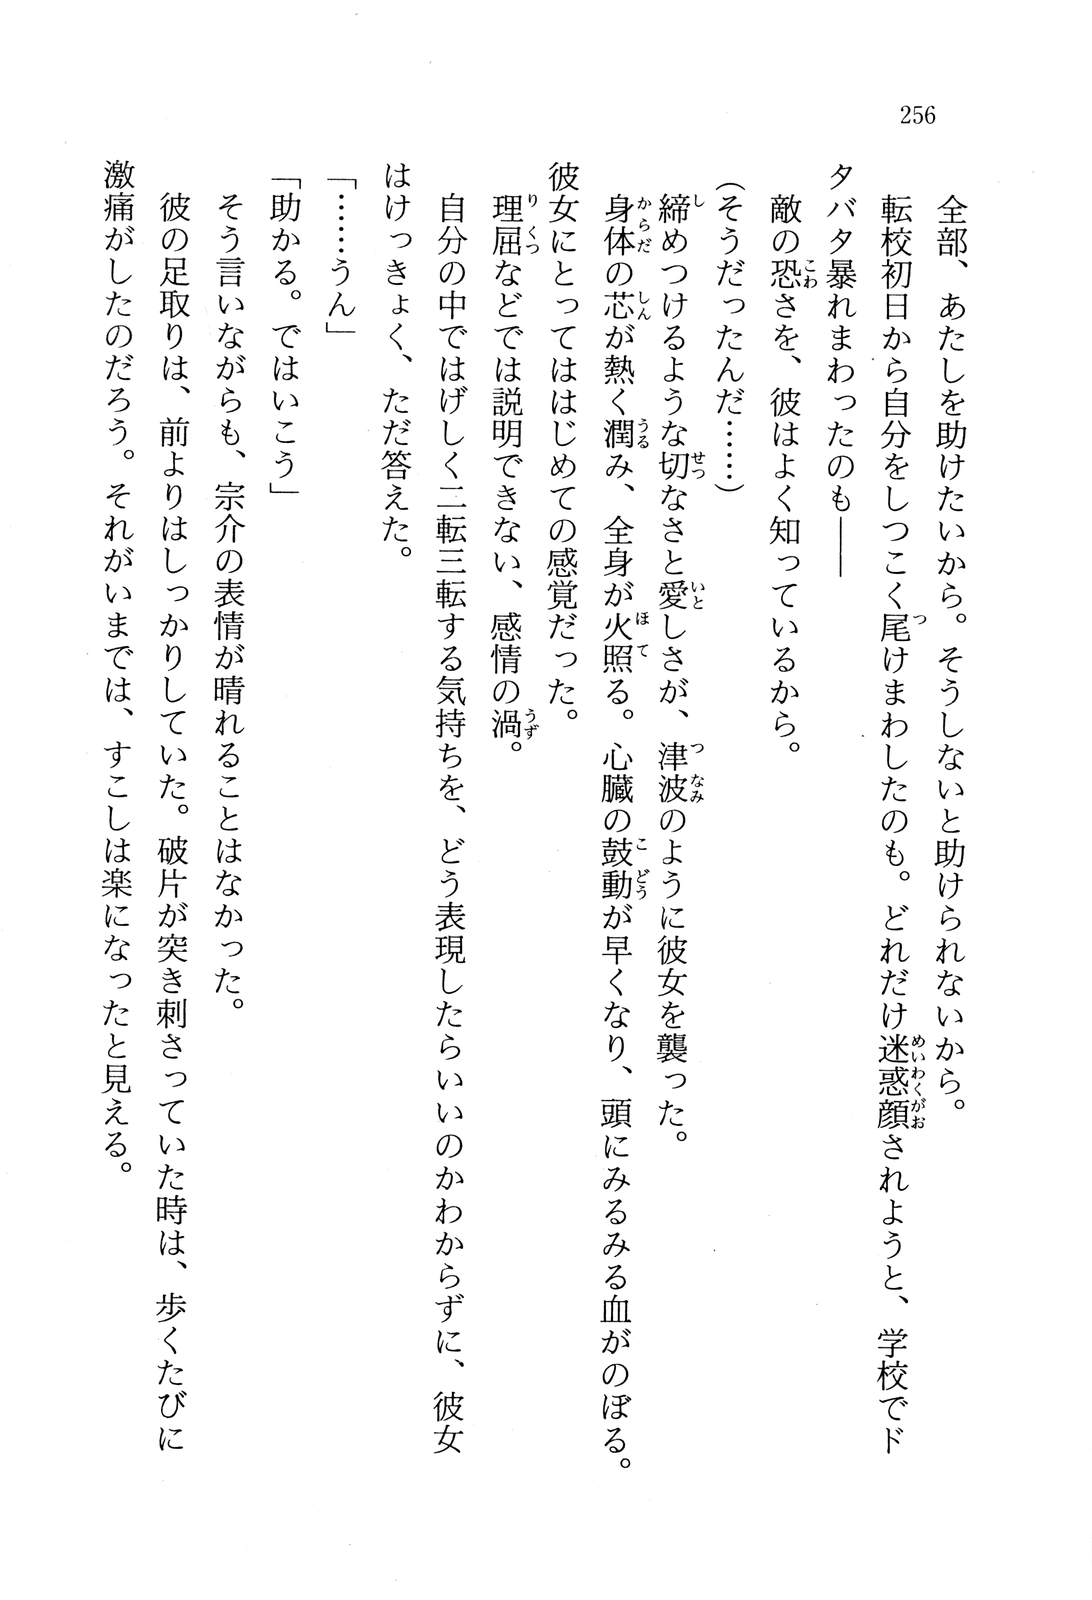 256
全部、あたしを助けたいから。そうしないと助けられないから。
転校初日から自分をしつこく尾けまわしたのも。どれだけ迷惑顔されようと、学校でド
タバタ暴れまわったのも――
敵の恐さを、彼はよく知っているから。
(そうだったんだ……)
締めつけるような切なさと愛しさが、津波のように彼女を襲った。
身体の芯が熱く潤み、全身が火照る。心臓の鼓動が早くなり、頭にみるみる血がのぼる。
彼女にとってははじめての感覚だった。
理屈などでは説明できない、感情の渦。
自分の中ではげしく二転三転する気持ちを、どう表現したらいいのかわからずに、彼女
はけっきょく、ただ答えた。
「……うん」
「助かる。ではいこう」
そう言いながらも、宗介の表情が晴れることはなかった。
彼の足取りは、前よりはしっかりしていた。破片が突き刺さっていた時は、歩くたびに
激痛がしたのだろう。それがいまでは、すこしは楽になったと見える。